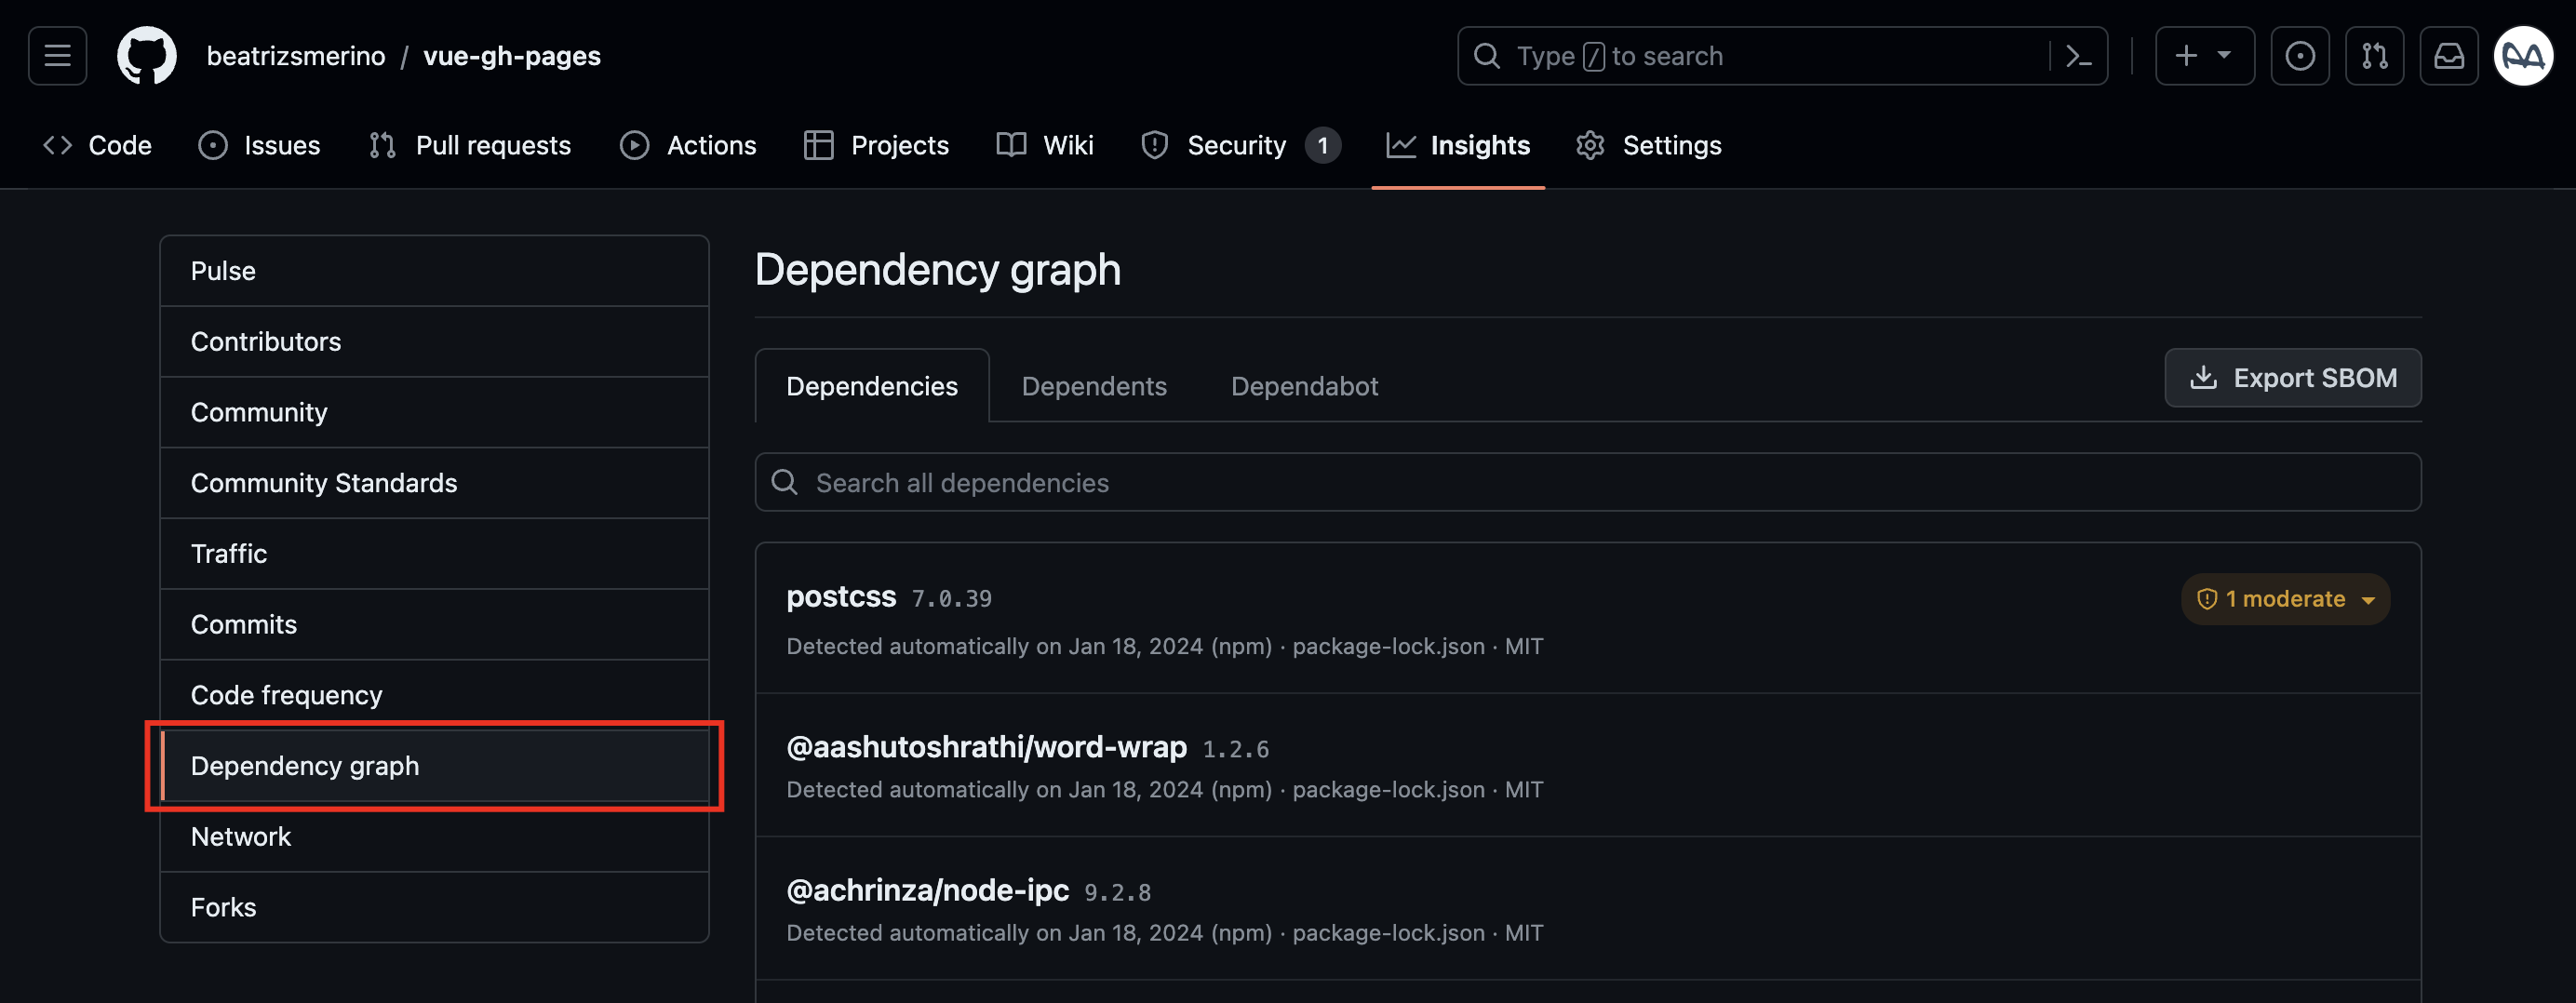 beatrizsmerino / vue-gh-pages
Type / to search
Code
Issues
Pull requests
Actions
Projects
Wiki
Security 1
Insights
Settings
Pulse
Contributors
Community
Community Standards
Traffic
Commits
Code frequency
Dependency graph
Network
Forks
Dependency graph
Dependencies
Dependents
Dependabot
Export SBOM
Search all dependencies
postcss 7.0.39
1 moderate
Detected automatically on Jan 18, 2024 (npm) · package-lock.json · MIT
@aashutoshrathi/word-wrap 1.2.6
Detected automatically on Jan 18, 2024 (npm) · package-lock.json · MIT
@achrinza/node-ipc 9.2.8
Detected automatically on Jan 18, 2024 (npm) · package-lock.json · MIT